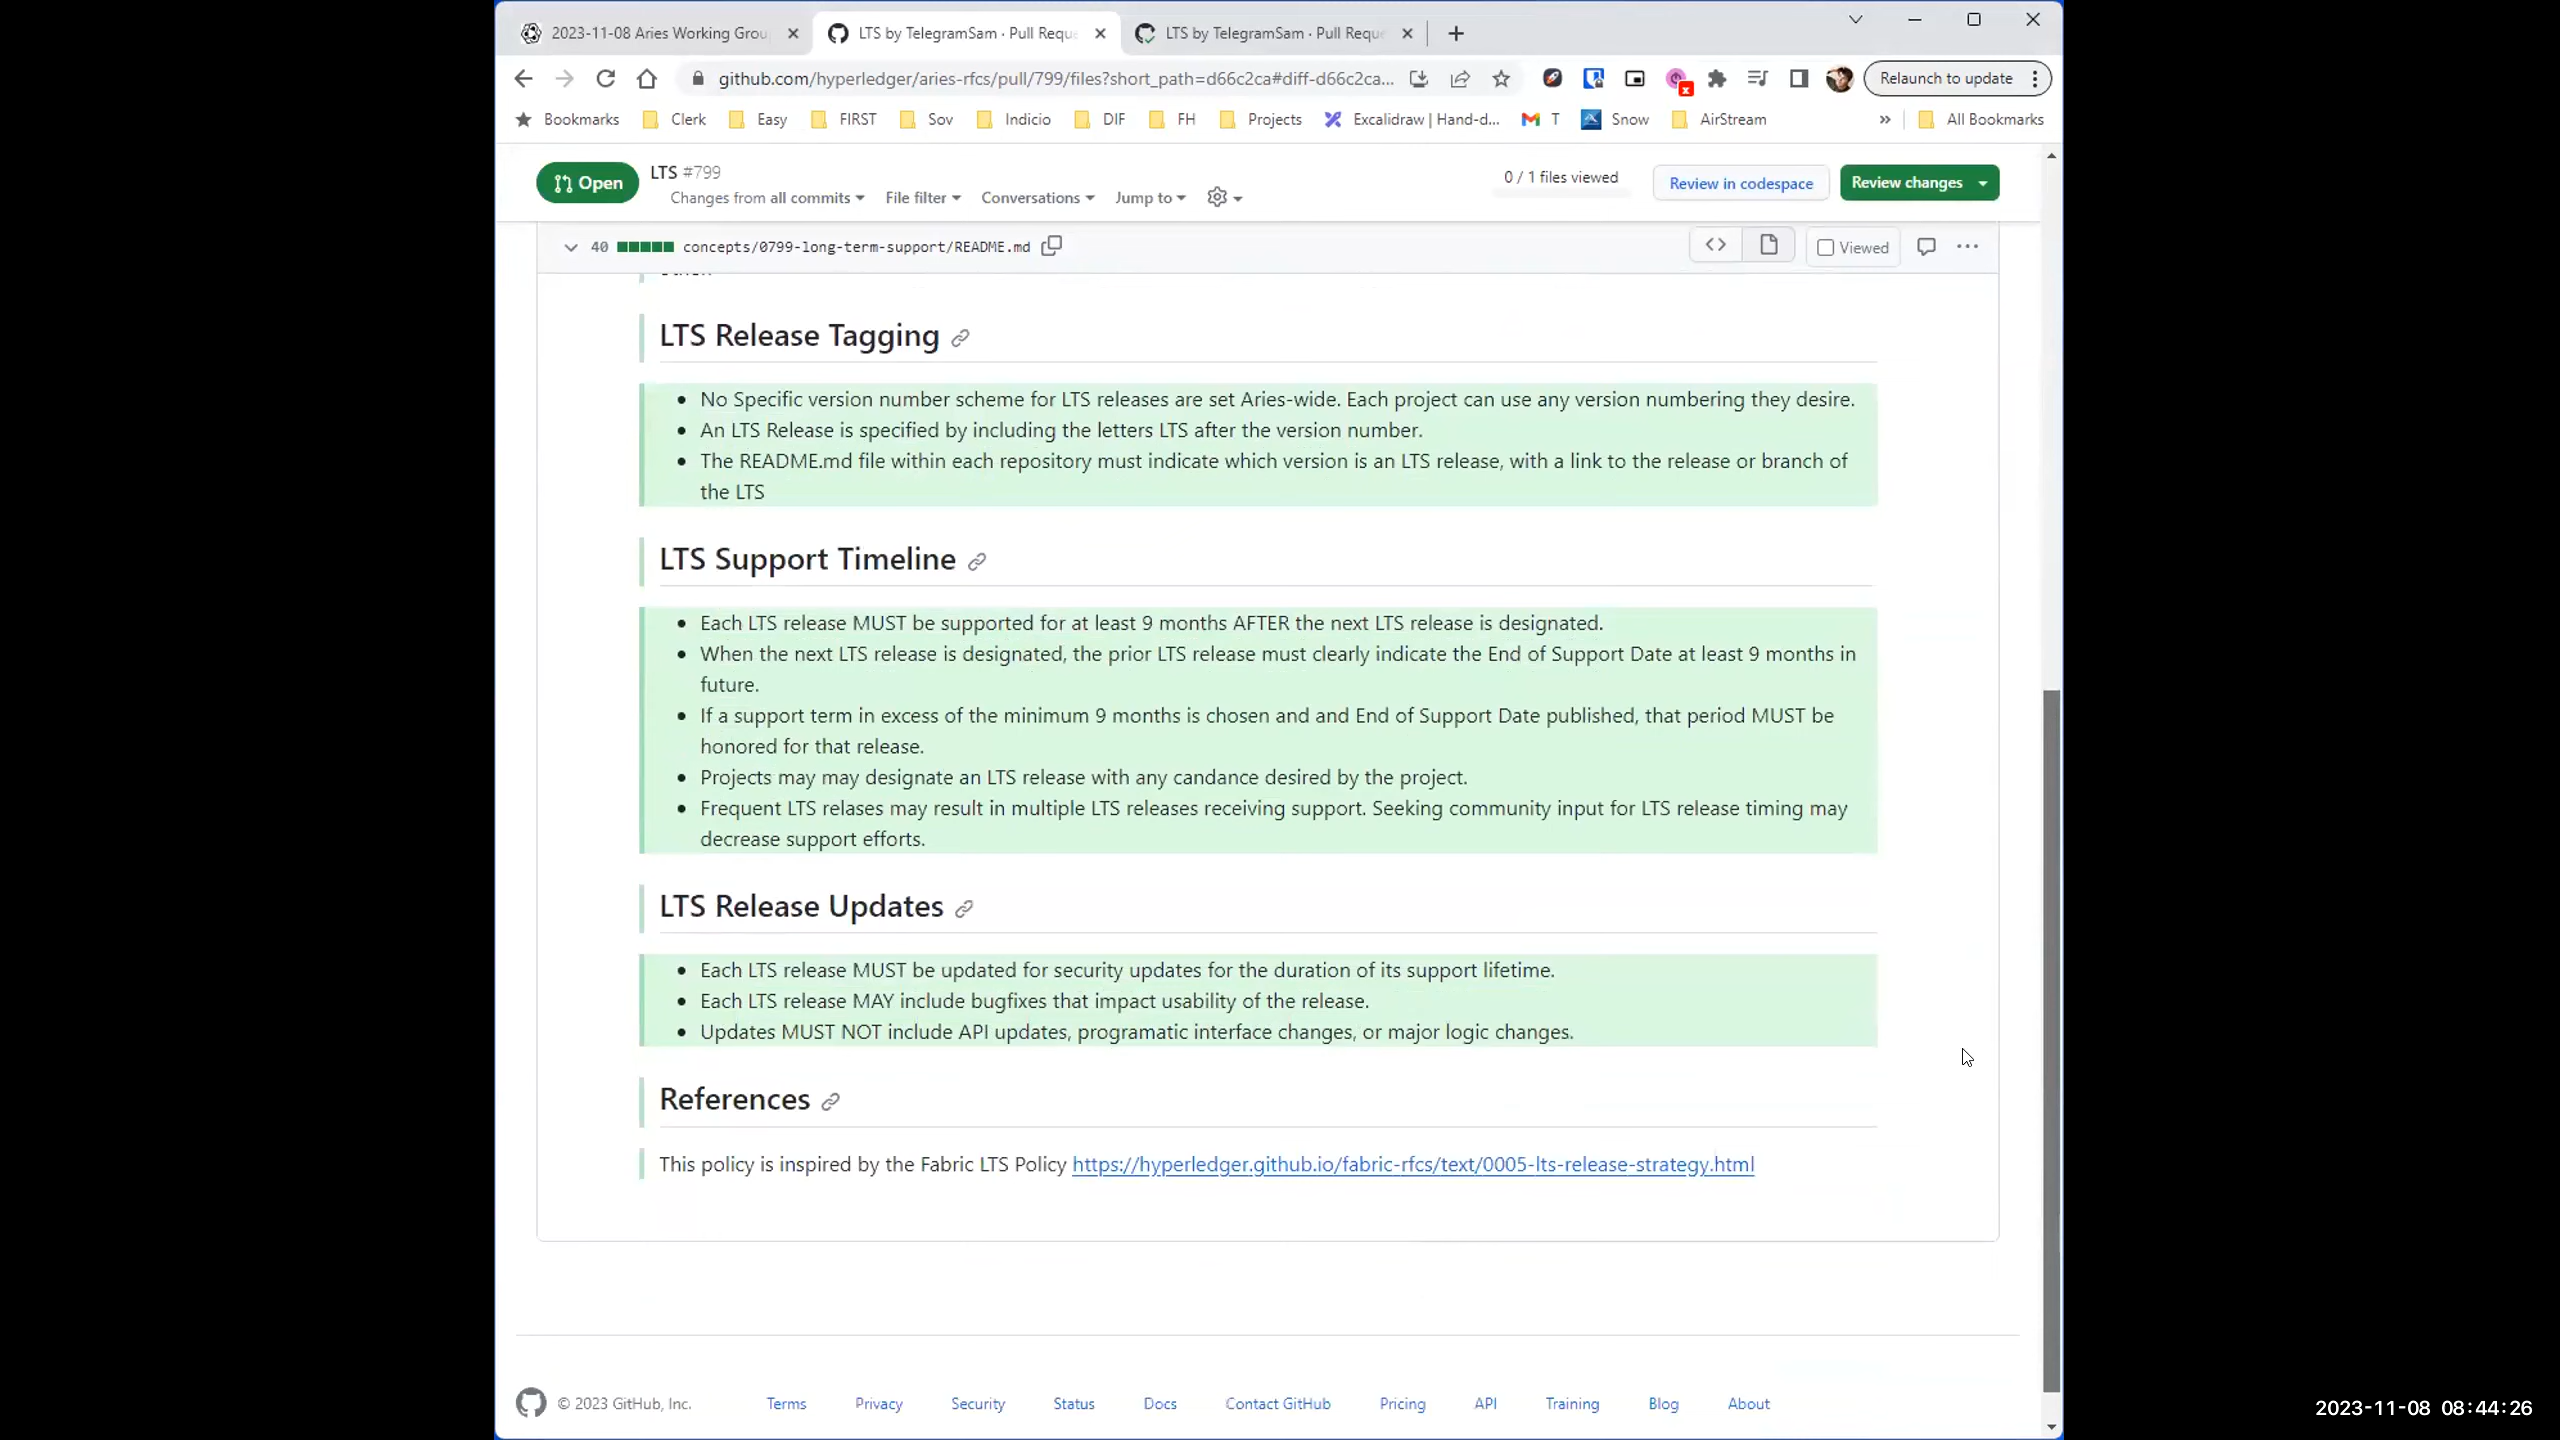 2023-11-08 Aries Working Grou
LTS by TelegramSam · Pull Reque
LTS by TelegramSam · Pull Reque
github.com/hyperledger/aries-rfcs/pull/799/files?short_path=d66c2ca#diff-d66c2ca...
Relaunch to update
Bookmarks Clerk Easy FIRST Sov Indicio DIF FH Projects Excalidraw | Hand-d... T Snow AirStream » All Bookmarks
Open
LTS #799
Changes from all commits File filter Conversations Jump to
0 / 1 files viewed
Review in codespace
Review changes
40 concepts/0799-long-term-support/README.md
Viewed
LTS Release Tagging
• No Specific version number scheme for LTS releases are set Aries-wide. Each project can use any version numbering they desire.
• An LTS Release is specified by including the letters LTS after the version number.
• The README.md file within each repository must indicate which version is an LTS release, with a link to the release or branch of
the LTS
LTS Support Timeline
• Each LTS release MUST be supported for at least 9 months AFTER the next LTS release is designated.
• When the next LTS release is designated, the prior LTS release must clearly indicate the End of Support Date at least 9 months in
future.
• If a support term in excess of the minimum 9 months is chosen and and End of Support Date published, that period MUST be
honored for that release.
• Projects may may designate an LTS release with any candance desired by the project.
• Frequent LTS relases may result in multiple LTS releases receiving support. Seeking community input for LTS release timing may
decrease support efforts.
LTS Release Updates
• Each LTS release MUST be updated for security updates for the duration of its support lifetime.
• Each LTS release MAY include bugfixes that impact usability of the release.
• Updates MUST NOT include API updates, programatic interface changes, or major logic changes.
References
This policy is inspired by the Fabric LTS Policy https://hyperledger.github.io/fabric-rfcs/text/0005-lts-release-strategy.html
© 2023 GitHub, Inc. Terms Privacy Security Status Docs Contact GitHub Pricing API Training Blog About
2023-11-08 08:44:26